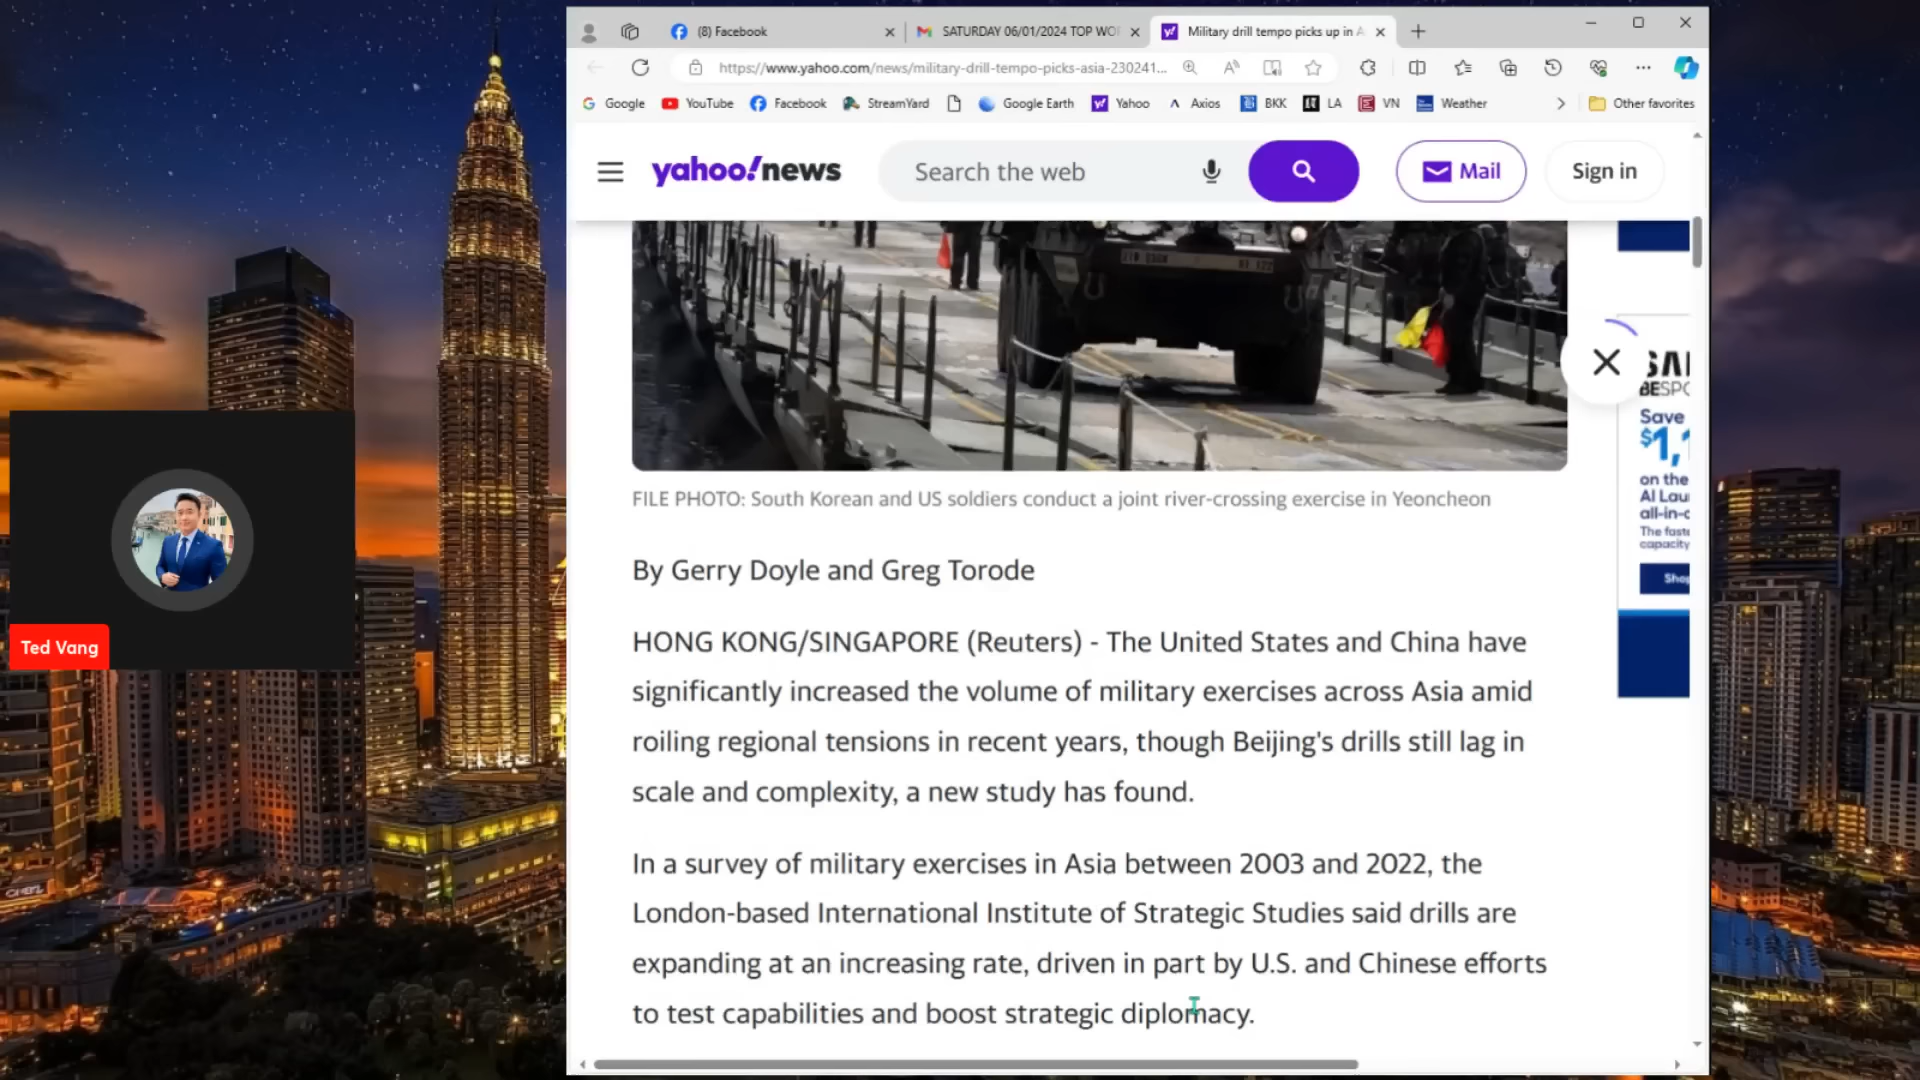 (8) Facebook
SATURDAY 06/01/2024 TOP WO
Military drill tempo picks up in A
https://www.yahoo.com/news/military-drill-tempo-picks-asia-230241...
Google
YouTube
Facebook
StreamYard
Google Earth
Yahoo
Axios
BKK
LA
VN
Weather
Other favorites
yahoo!news
Search the web
Mail
Sign in
FILE PHOTO: South Korean and US soldiers conduct a joint river-crossing exercise in Yeoncheon
By Gerry Doyle and Greg Torode
HONG KONG/SINGAPORE (Reuters) - The United States and China have
significantly increased the volume of military exercises across Asia amid
roiling regional tensions in recent years, though Beijing's drills still lag in
scale and complexity, a new study has found.
In a survey of military exercises in Asia between 2003 and 2022, the
London-based International Institute of Strategic Studies said drills are
expanding at an increasing rate, driven in part by U.S. and Chinese efforts
to test capabilities and boost strategic diplomacy.
Save
$1,
on the
AI Lau
all-in-
capacity
Ted Vang